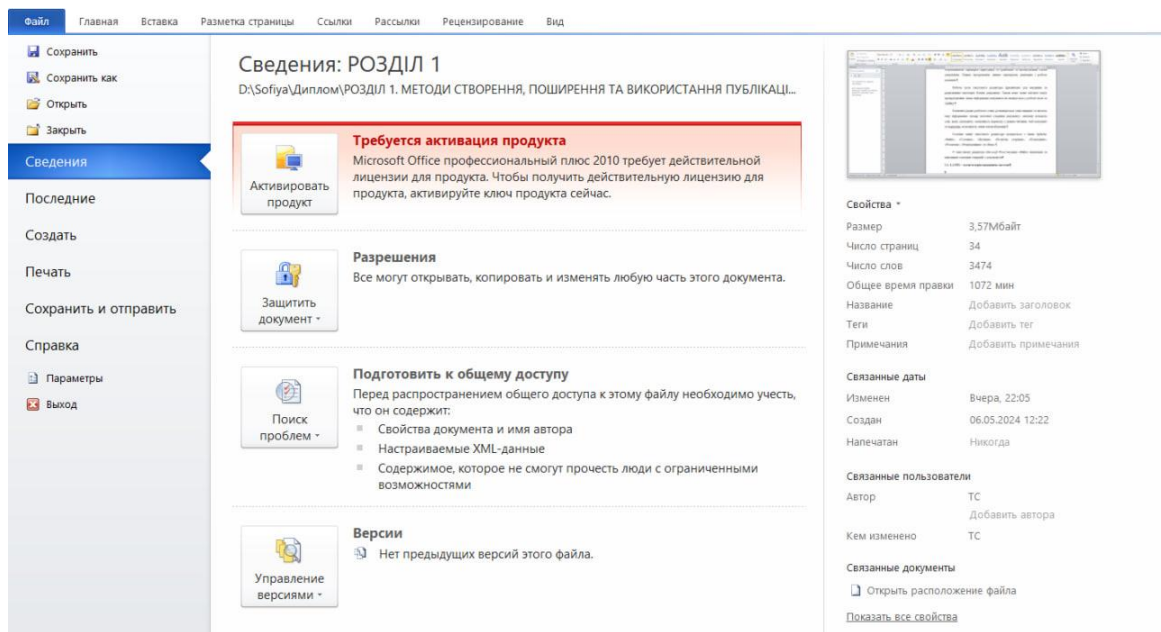 Файл Главная Вставка Разметка страницы Ссылки Рассылки Рецензирование Вид
Сохранить
Сохранить как
Открыть
Закрыть
Сведения
Последние
Создать
Печать
Сохранить и отправить
Справка
Параметры
Выход
Сведения: РОЗДІЛ 1
D:\Sofiya\Диплом\РОЗДІЛ 1. МЕТОДИ СТВОРЕННЯ, ПОШИРЕННЯ ТА ВИКОРИСТАННЯ ПУБЛІКАЦІ...
Активировать
продукт
Требуется активация продукта
Microsoft Office профессиональный плюс 2010 требует действительной
лицензии для продукта. Чтобы получить действительную лицензию для
продукта, активируйте ключ продукта сейчас.
Защитить
документ
Разрешения
Все могут открывать, копировать и изменять любую часть этого документа.
Поиск
проблем
Подготовить к общему доступу
Перед распространением общего доступа к этому файлу необходимо учесть,
что он содержит:
Свойства документа и имя автора
Настраиваемые XML-данные
Содержимое, которое не смогут прочесть люди с ограниченными
возможностями
Управление
версиями
Версии
Нет предыдущих версий этого файла.
Свойства
Размер 3,57Мбайт
Число страниц 34
Число слов 3474
Общее время правки 1072 мин
Название Добавить заголовок
Теги Добавить тег
Примечания Добавить примечания
Связанные даты
Изменен Вчера, 22:05
Создан 06.05.2024 12:22
Напечатан Никогда
Связанные пользователи
Автор ТС
Добавить автора
Кем изменено ТС
Связанные документы
Открыть расположение файла
Показать все свойства